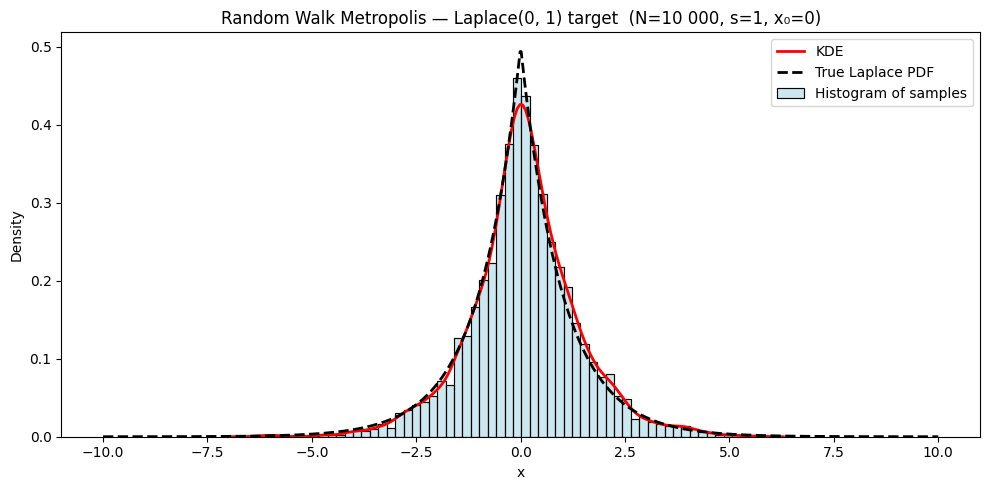 Random Walk Metropolis — Laplace(0, 1) target  (N=10 000, s=1, x₀=0)
KDE
True Laplace PDF
Histogram of samples
Density
0.5
0.4
0.3
0.2
0.1
0.0
−10.0 −7.5 −5.0 −2.5 0.0 2.5 5.0 7.5 10.0
x